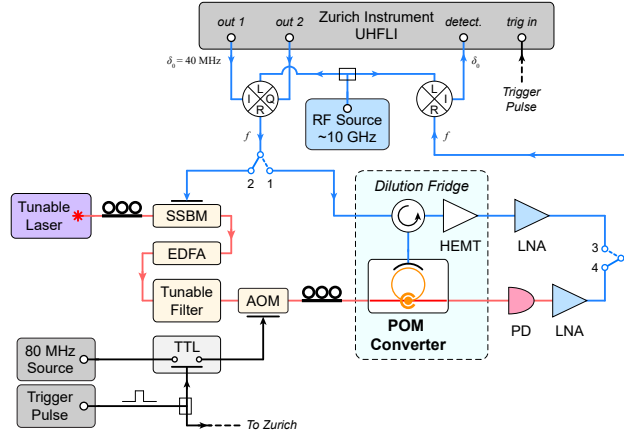 Zurich Instrument
UHFLI
out 1
out 2
detect.
trig in
δ₀ = 40 MHz
δ₀
L
I
Q
R
L
I
R
Trigger
Pulse
RF Source
~10 GHz
f
f
2
1
Dilution Fridge
Tunable
Laser
SSBM
HEMT
LNA
3
4
EDFA
Tunable
Filter
AOM
POM
Converter
PD
LNA
80 MHz
Source
TTL
Trigger
Pulse
To Zurich